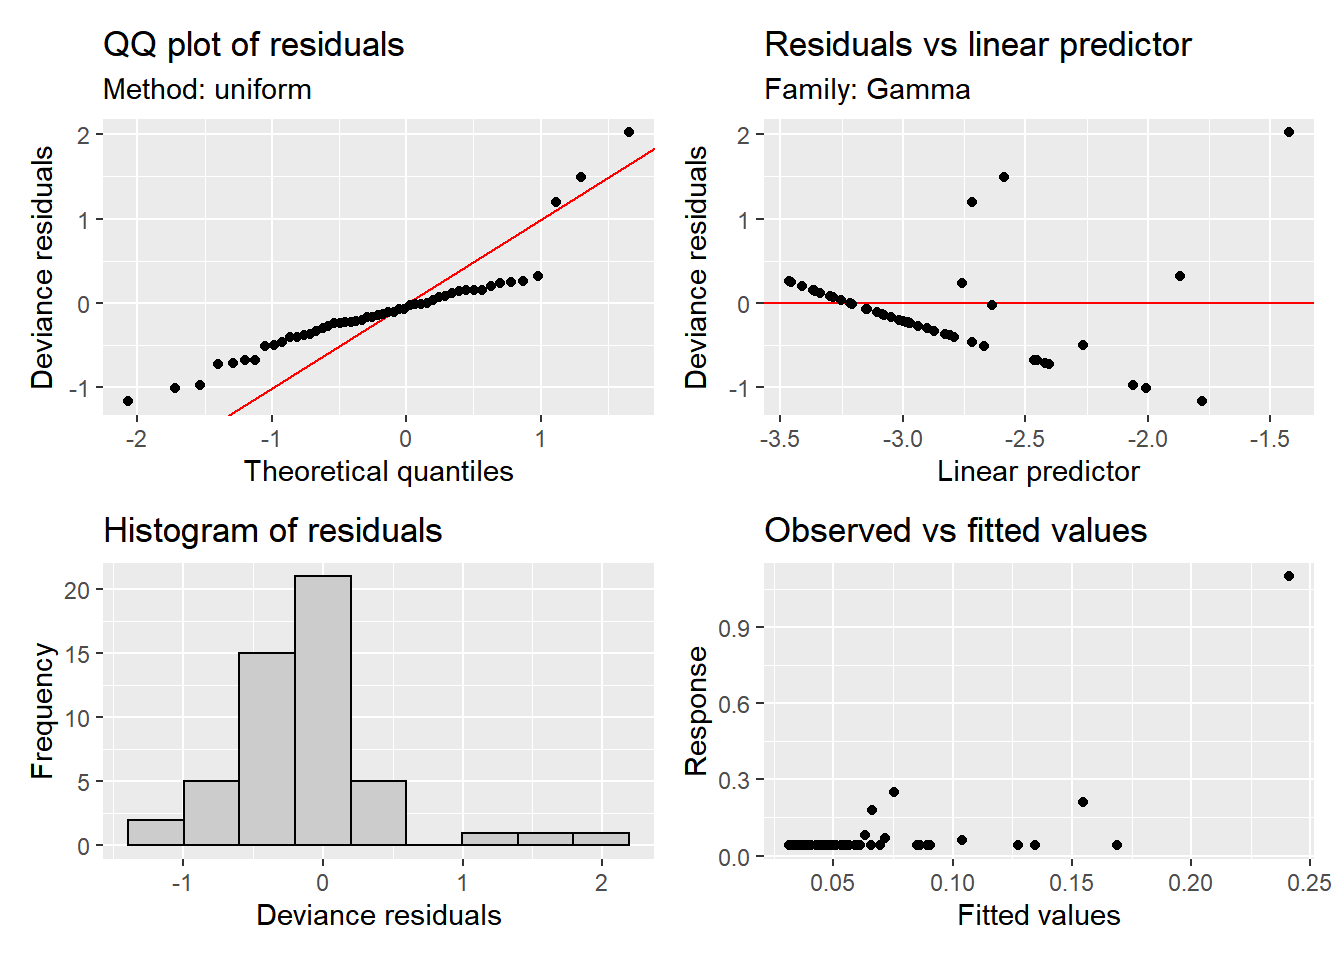 QQ plot of residuals
Method: uniform
Deviance residuals
2
1
0
-1
-2
-1
0
1
Theoretical quantiles
Residuals vs linear predictor
Family: Gamma
Deviance residuals
2
1
0
-1
-3.5
-3.0
-2.5
-2.0
-1.5
Linear predictor
Histogram of residuals
Frequency
20
15
10
5
0
-1
0
1
2
Deviance residuals
Observed vs fitted values
Response
0.9
0.6
0.3
0.0
0.05
0.10
0.15
0.20
0.25
Fitted values